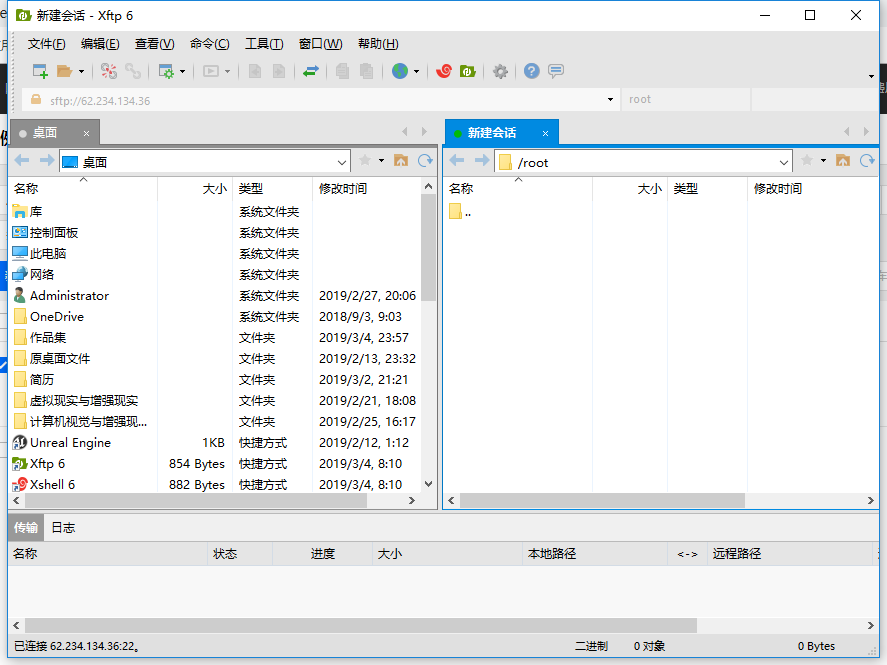 新建会话 - Xftp 6
文件(F) 编辑(E) 查看(V) 命令(C) 工具(T) 窗口(W) 帮助(H)
sftp://62.234.134.36 root
桌面 × 新建会话 ×
桌面 /root
名称 大小 类型 修改时间 名称 大小 类型 修改时间
库 系统文件夹 ..
控制面板 系统文件夹
此电脑 系统文件夹
网络 系统文件夹
Administrator 系统文件夹 2019/2/27, 20:06
OneDrive 系统文件夹 2018/9/3, 9:03
作品集 文件夹 2019/3/4, 23:57
原桌面文件 文件夹 2019/2/13, 23:32
简历 文件夹 2019/3/2, 21:21
虚拟现实与增强现实 文件夹 2019/2/21, 18:08
计算机视觉与增强现... 文件夹 2019/2/25, 16:17
Unreal Engine 1KB 快捷方式 2019/2/12, 1:12
Xftp 6 854 Bytes 快捷方式 2019/3/4, 8:10
Xshell 6 882 Bytes 快捷方式 2019/3/4, 8:10
传输 日志
名称 状态 进度 大小 本地路径 <-> 远程路径
已连接 62.234.134.36:22。 二进制 0 对象 0 Bytes